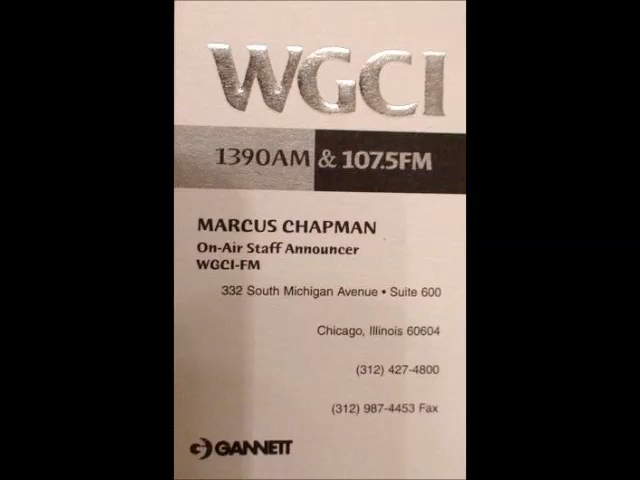 WGCI
1390AM & 107.5FM
MARCUS CHAPMAN
On-Air Staff Announcer
WGCI-FM
332 South Michigan Avenue • Suite 600
Chicago, Illinois 60604
(312) 427-4800
(312) 987-4453 Fax
GANNETT